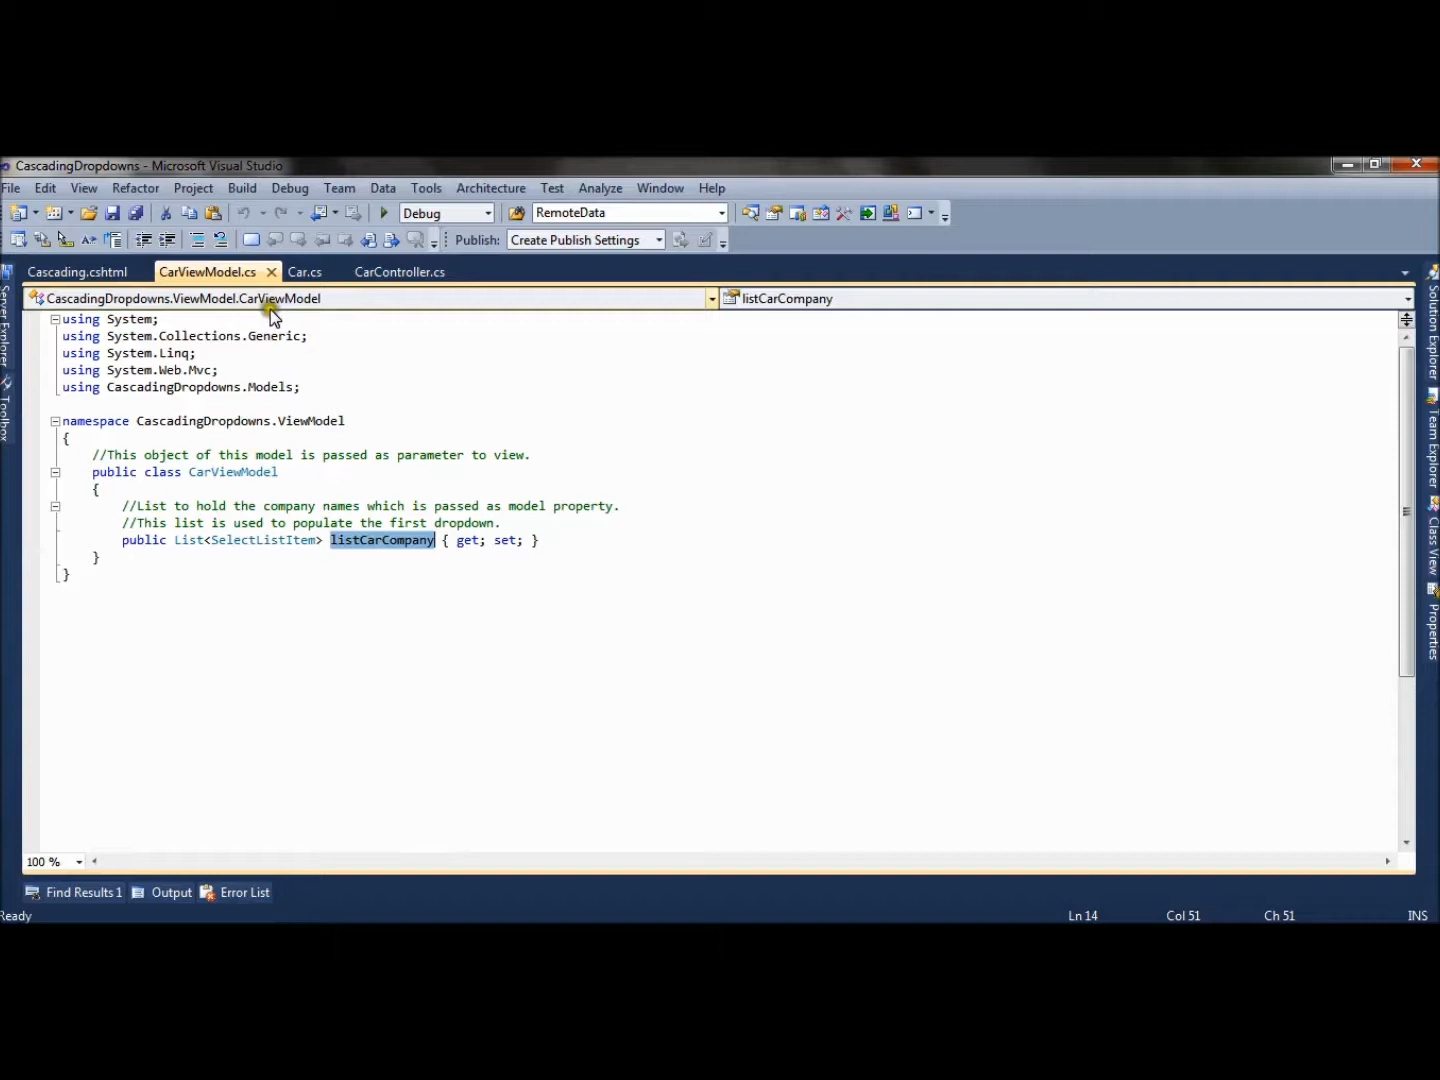 CascadingDropdowns - Microsoft Visual Studio
File Edit View Refactor Project Build Debug Team Data Tools Architecture Test Analyze Window Help
Debug RemoteData
Publish: Create Publish Settings
Cascading.cshtml CarViewModel.cs Car.cs CarController.cs
CascadingDropdowns.ViewModel.CarViewModel listCarCompany
using System;
using System.Collections.Generic;
using System.Linq;
using System.Web.Mvc;
using CascadingDropdowns.Models;
namespace CascadingDropdowns.ViewModel
{
//This object of this model is passed as parameter to view.
public class CarViewModel
{
//List to hold the company names which is passed as model property.
//This list is used to populate the first dropdown.
public List<SelectListItem> listCarCompany { get; set; }
}
}
Server Explorer
Toolbox
Solution Explorer
Team Explorer
Class View
Properties
100 %
Find Results 1 Output Error List
Ready Ln 14 Col 51 Ch 51 INS